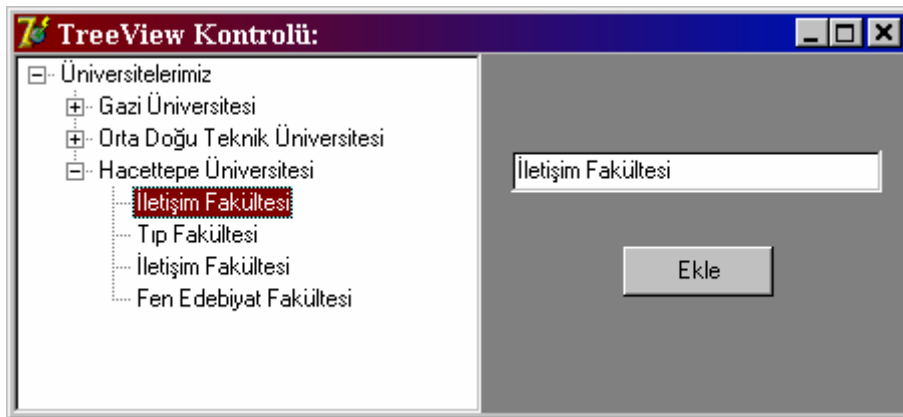 TreeView Kontrolü:
Üniversitelerimiz
Gazi Üniversitesi
Orta Doğu Teknik Üniversitesi
Hacettepe Üniversitesi
İletişim Fakültesi
Tıp Fakültesi
İletişim Fakültesi
Fen Edebiyat Fakültesi
İletişim Fakültesi
Ekle